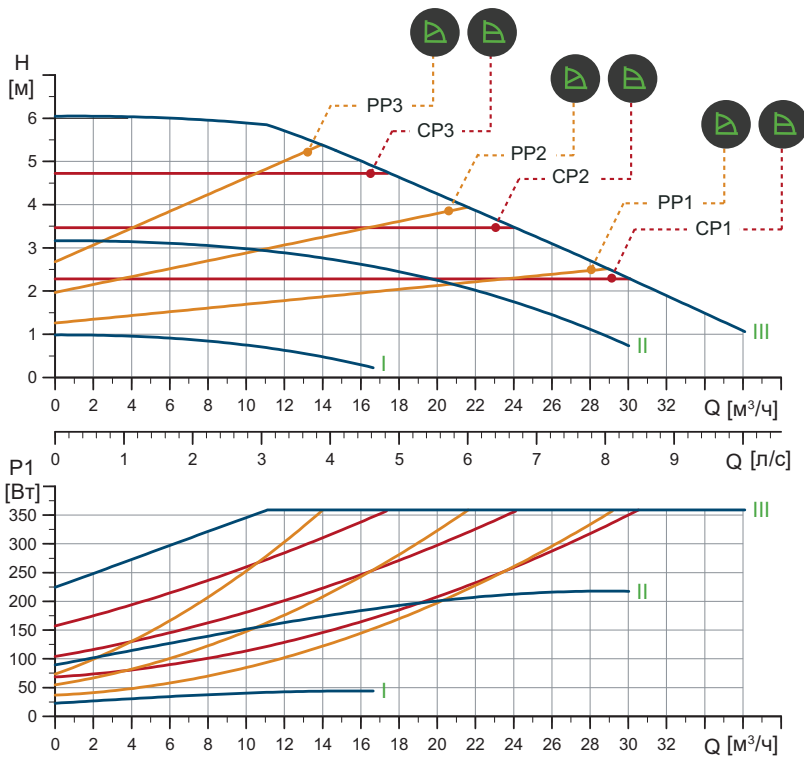 H
[м]
PP3
CP3
PP2
CP2
PP1
CP1
6
5
4
3
2
1
0
I
II
III
0 2 4 6 8 10 12 14 16 18 20 22 24 26 28 30 32 Q [м³/ч]
0 1 2 3 4 5 6 7 8 9 Q [л/с]
P1
[Вт]
350
300
250
200
150
100
50
0
III
II
I
0 2 4 6 8 10 12 14 16 18 20 22 24 26 28 30 32 Q [м³/ч]